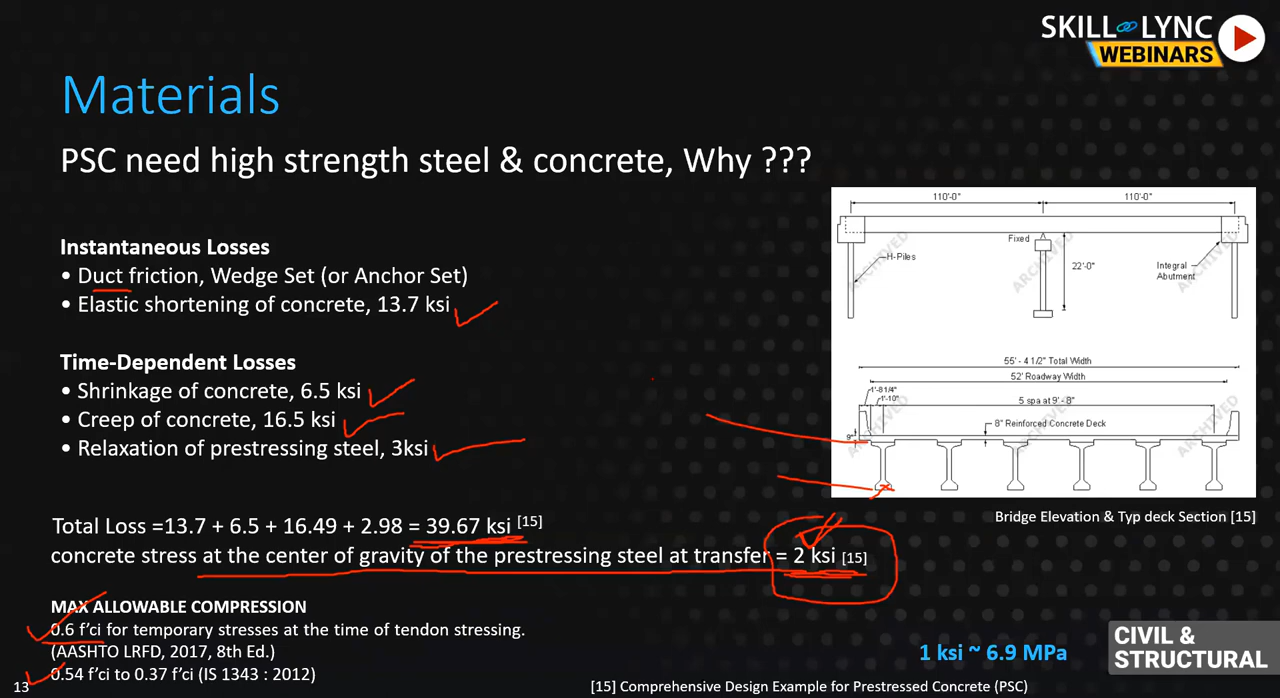 SKILL LYNC
WEBINARS
Materials
PSC need high strength steel & concrete, Why ???
Instantaneous Losses
• Duct friction, Wedge Set (or Anchor Set)
• Elastic shortening of concrete, 13.7 ksi
Time-Dependent Losses
• Shrinkage of concrete, 6.5 ksi
• Creep of concrete, 16.5 ksi
• Relaxation of prestressing steel, 3ksi
Total Loss =13.7 + 6.5 + 16.49 + 2.98 = 39.67 ksi [15]
concrete stress at the center of gravity of the prestressing steel at transfer = 2 ksi [15]
MAX ALLOWABLE COMPRESSION
0.6 f'ci for temporary stresses at the time of tendon stressing.
(AASHTO LRFD, 2017, 8th Ed.)
0.54 f'ci to 0.37 f'ci (IS 1343 : 2012)
13
110'-0" 110'-0"
Fixed
H-Piles
22'-0"
Integral
Abutment
ARCHIVED ARCHIVED ARCHIVED
55' - 4 1/2" Total Width
52' Roadway Width
1'-8 1/4"
1'-10"
5 spa at 9' - 8"
8" Reinforced Concrete Deck
9"
ARCHIVED ARCHIVED ARCHIVED
Bridge Elevation & Typ deck Section [15]
1 ksi ~ 6.9 MPa
CIVIL &
STRUCTURAL
[15] Comprehensive Design Example for Prestressed Concrete (PSC)